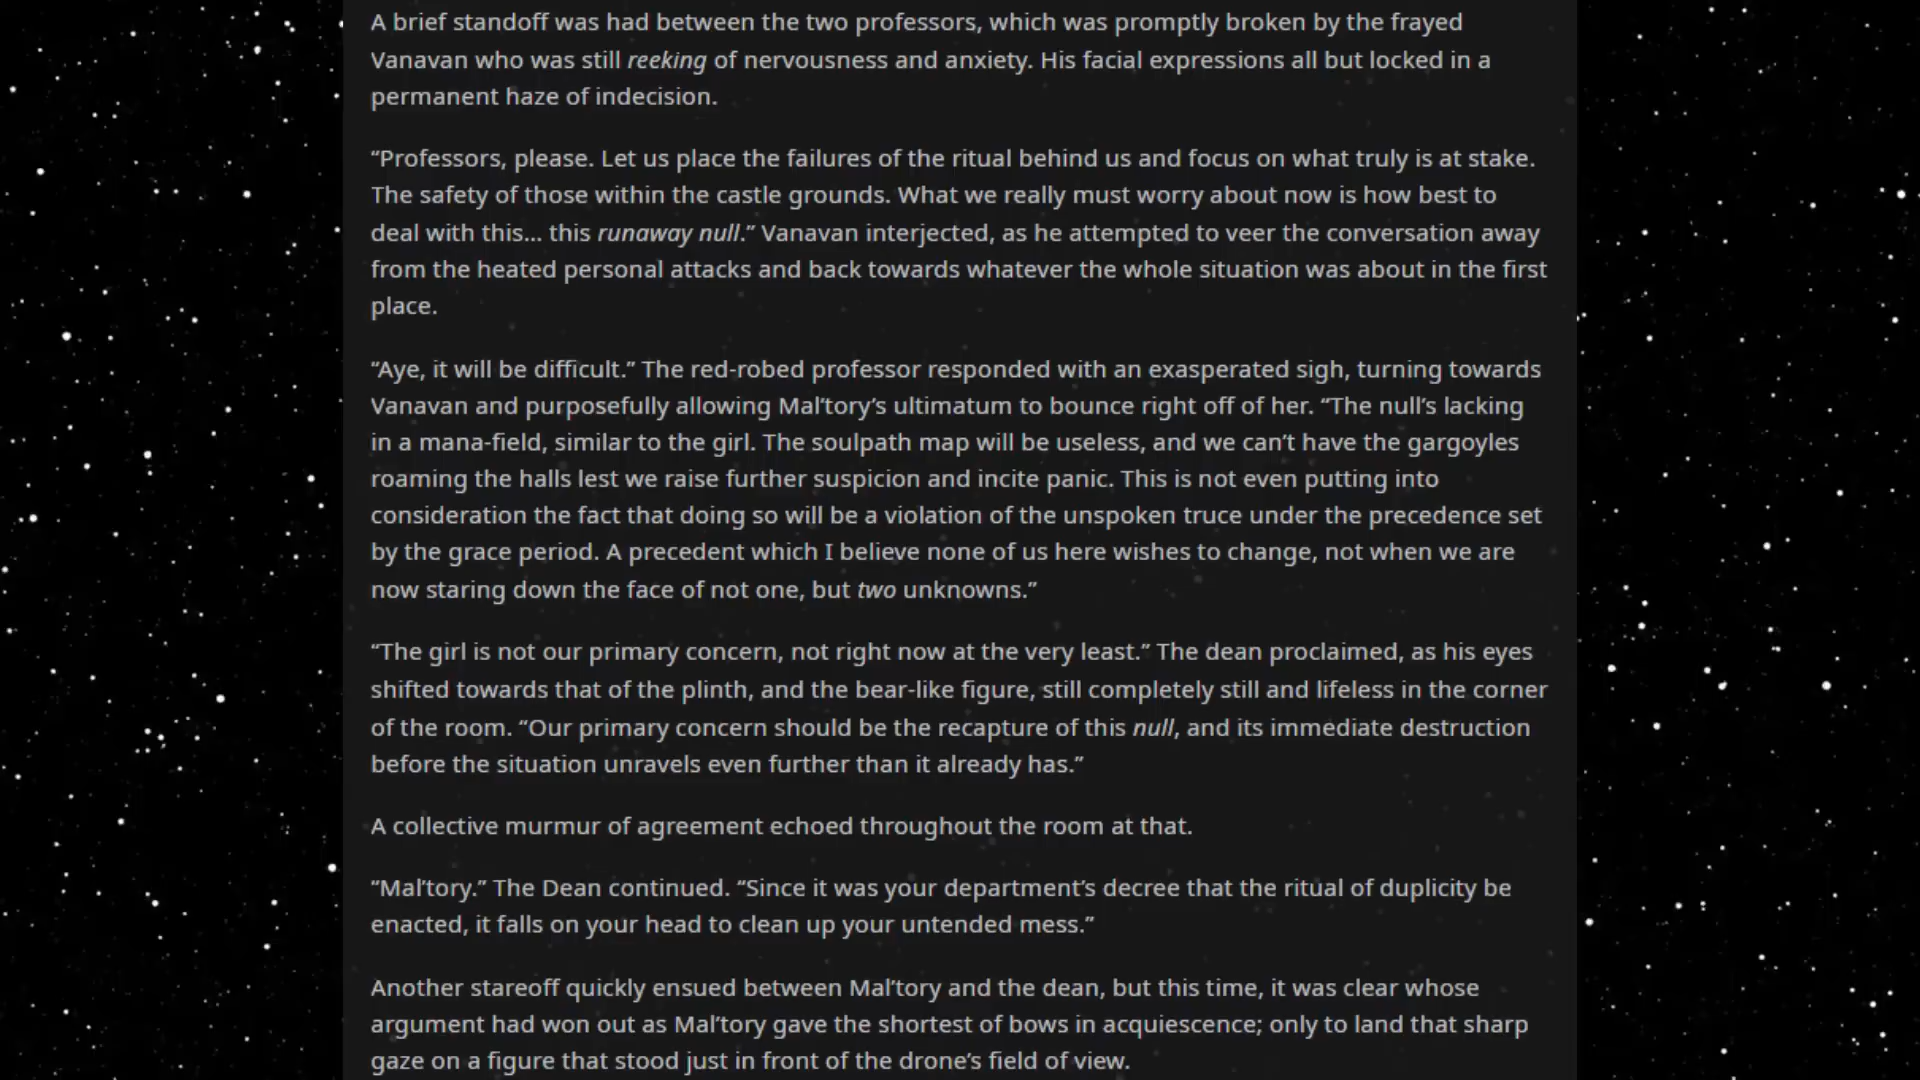 A brief standoff was had between the two professors, which was promptly broken by the frayed
Vanavan who was still reeking of nervousness and anxiety. His facial expressions all but locked in a
permanent haze of indecision.
“Professors, please. Let us place the failures of the ritual behind us and focus on what truly is at stake.
The safety of those within the castle grounds. What we really must worry about now is how best to
deal with this... this runaway null.” Vanavan interjected, as he attempted to veer the conversation away
from the heated personal attacks and back towards whatever the whole situation was about in the first
place.
“Aye, it will be difficult.” The red-robed professor responded with an exasperated sigh, turning towards
Vanavan and purposefully allowing Mal’tory’s ultimatum to bounce right off of her. “The null’s lacking
in a mana-field, similar to the girl. The soulpath map will be useless, and we can’t have the gargoyles
roaming the halls lest we raise further suspicion and incite panic. This is not even putting into
consideration the fact that doing so will be a violation of the unspoken truce under the precedence set
by the grace period. A precedent which I believe none of us here wishes to change, not when we are
now staring down the face of not one, but two unknowns.”
“The girl is not our primary concern, not right now at the very least.” The dean proclaimed, as his eyes
shifted towards that of the plinth, and the bear-like figure, still completely still and lifeless in the corner
of the room. “Our primary concern should be the recapture of this null, and its immediate destruction
before the situation unravels even further than it already has.”
A collective murmur of agreement echoed throughout the room at that.
“Mal’tory.” The Dean continued. “Since it was your department’s decree that the ritual of duplicity be
enacted, it falls on your head to clean up your untended mess.”
Another stareoff quickly ensued between Mal’tory and the dean, but this time, it was clear whose
argument had won out as Mal’tory gave the shortest of bows in acquiescence; only to land that sharp
gaze on a figure that stood just in front of the drone’s field of view.